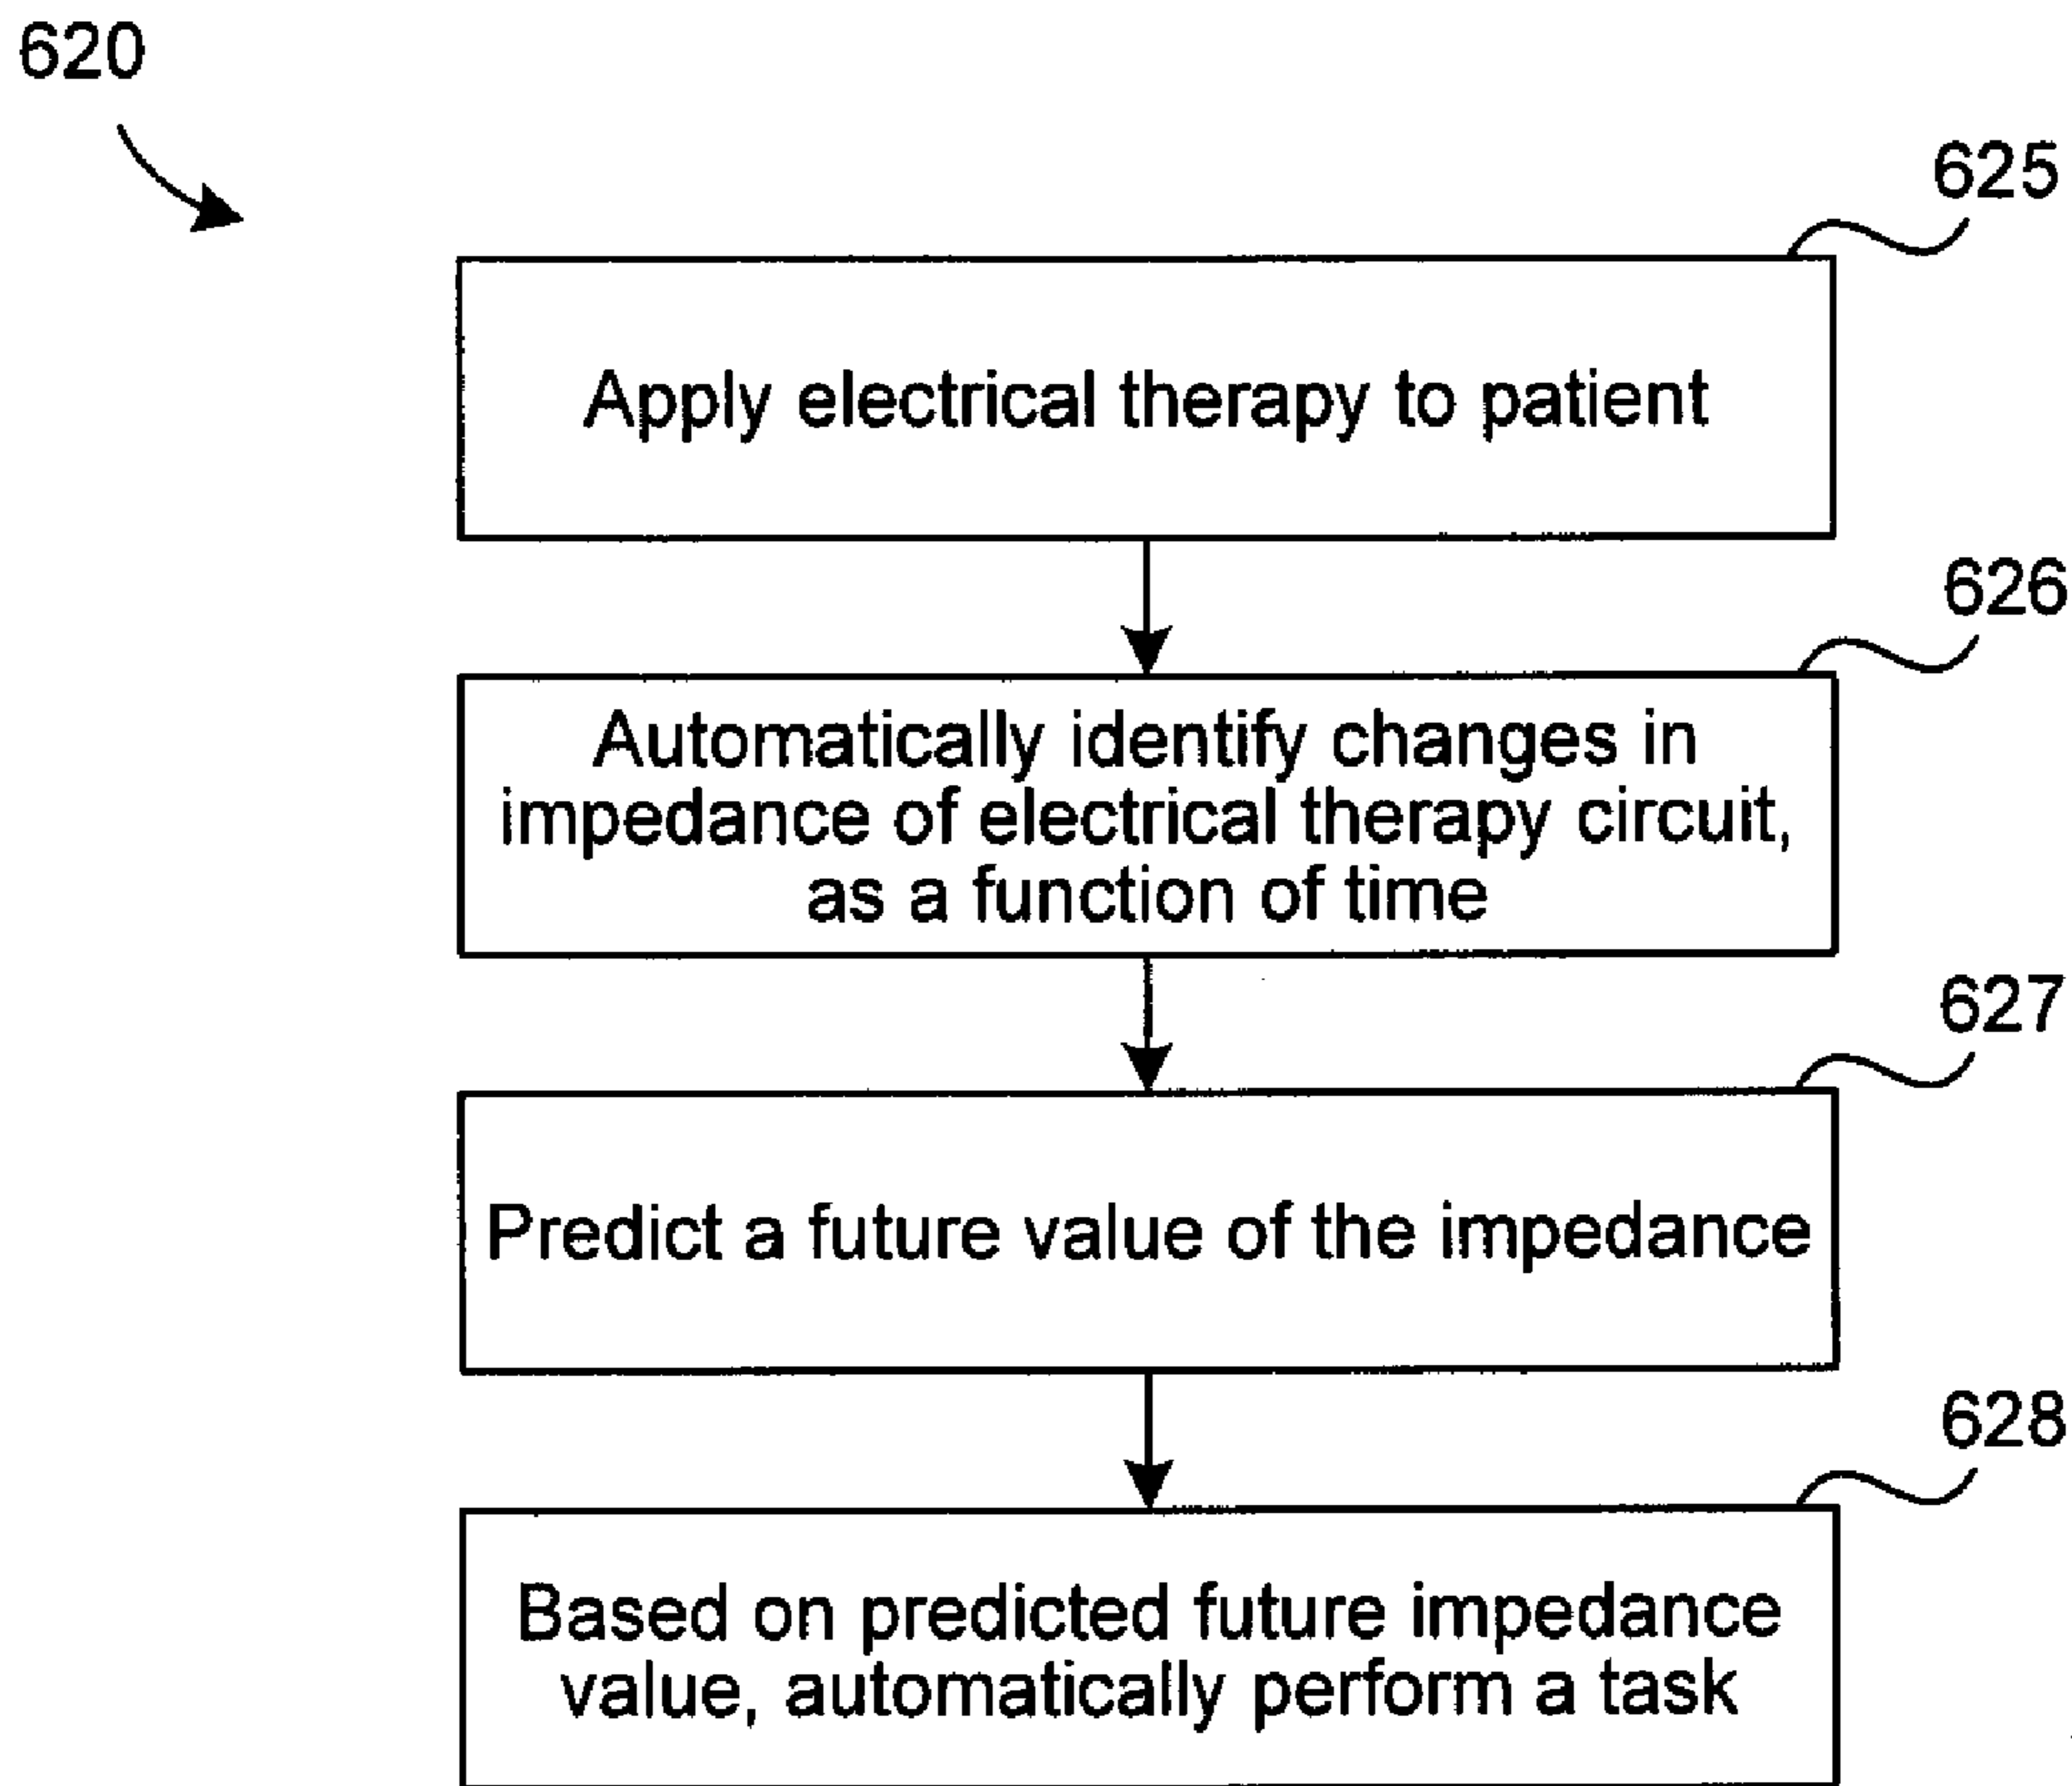 620
625
Apply electrical therapy to patient
626
Automatically identify changes in
impedance of electrical therapy circuit,
as a function of time
627
Predict a future value of the impedance
628
Based on predicted future impedance
value, automatically perform a task